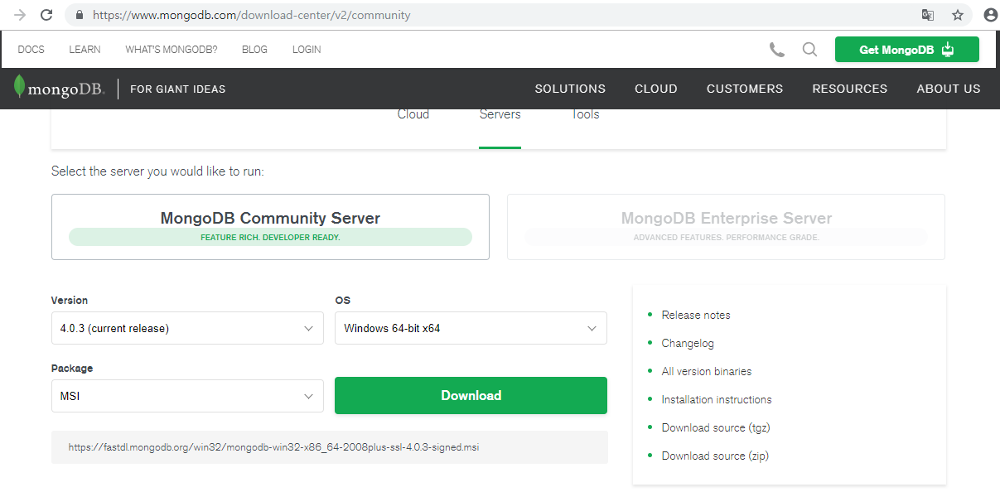 https://www.mongodb.com/download-center/v2/community
DOCS LEARN WHAT'S MONGODB? BLOG LOGIN Get MongoDB
mongoDB. FOR GIANT IDEAS SOLUTIONS CLOUD CUSTOMERS RESOURCES ABOUT US
Cloud Servers Tools
Select the server you would like to run:
MongoDB Community Server
FEATURE RICH. DEVELOPER READY.
MongoDB Enterprise Server
ADVANCED FEATURES. PERFORMANCE GRADE.
Version
4.0.3 (current release)
OS
Windows 64-bit x64
Package
MSI
Download
https://fastdl.mongodb.org/win32/mongodb-win32-x86_64-2008plus-ssl-4.0.3-signed.msi
Release notes
Changelog
All version binaries
Installation instructions
Download source (tgz)
Download source (zip)